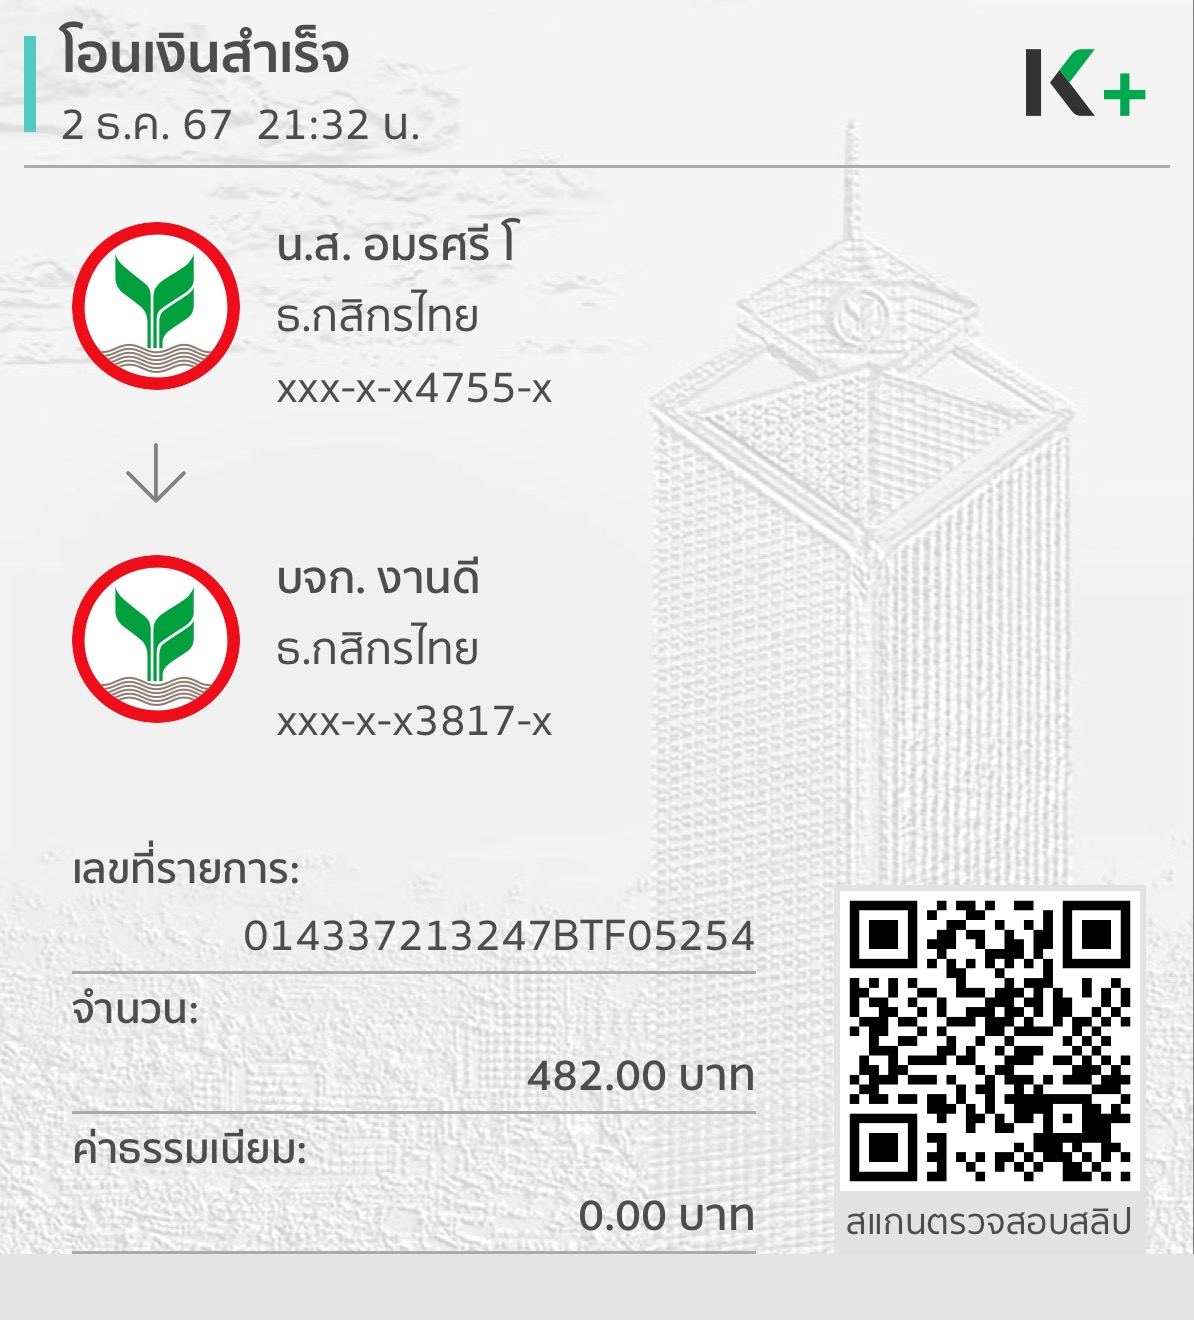 โอนเงินสำเร็จ
2 ธ.ค. 67 21:32 น.
K+
น.ส. อมรศรี โ
ธ.กสิกรไทย
xxx-x-x4755-x
บจก. งานดี
ธ.กสิกรไทย
xxx-x-x3817-x
เลขที่รายการ:
014337213247BTF05254
จำนวน:
482.00 บาท
ค่าธรรมเนียม:
0.00 บาท
สแกนตรวจสอบสลิป